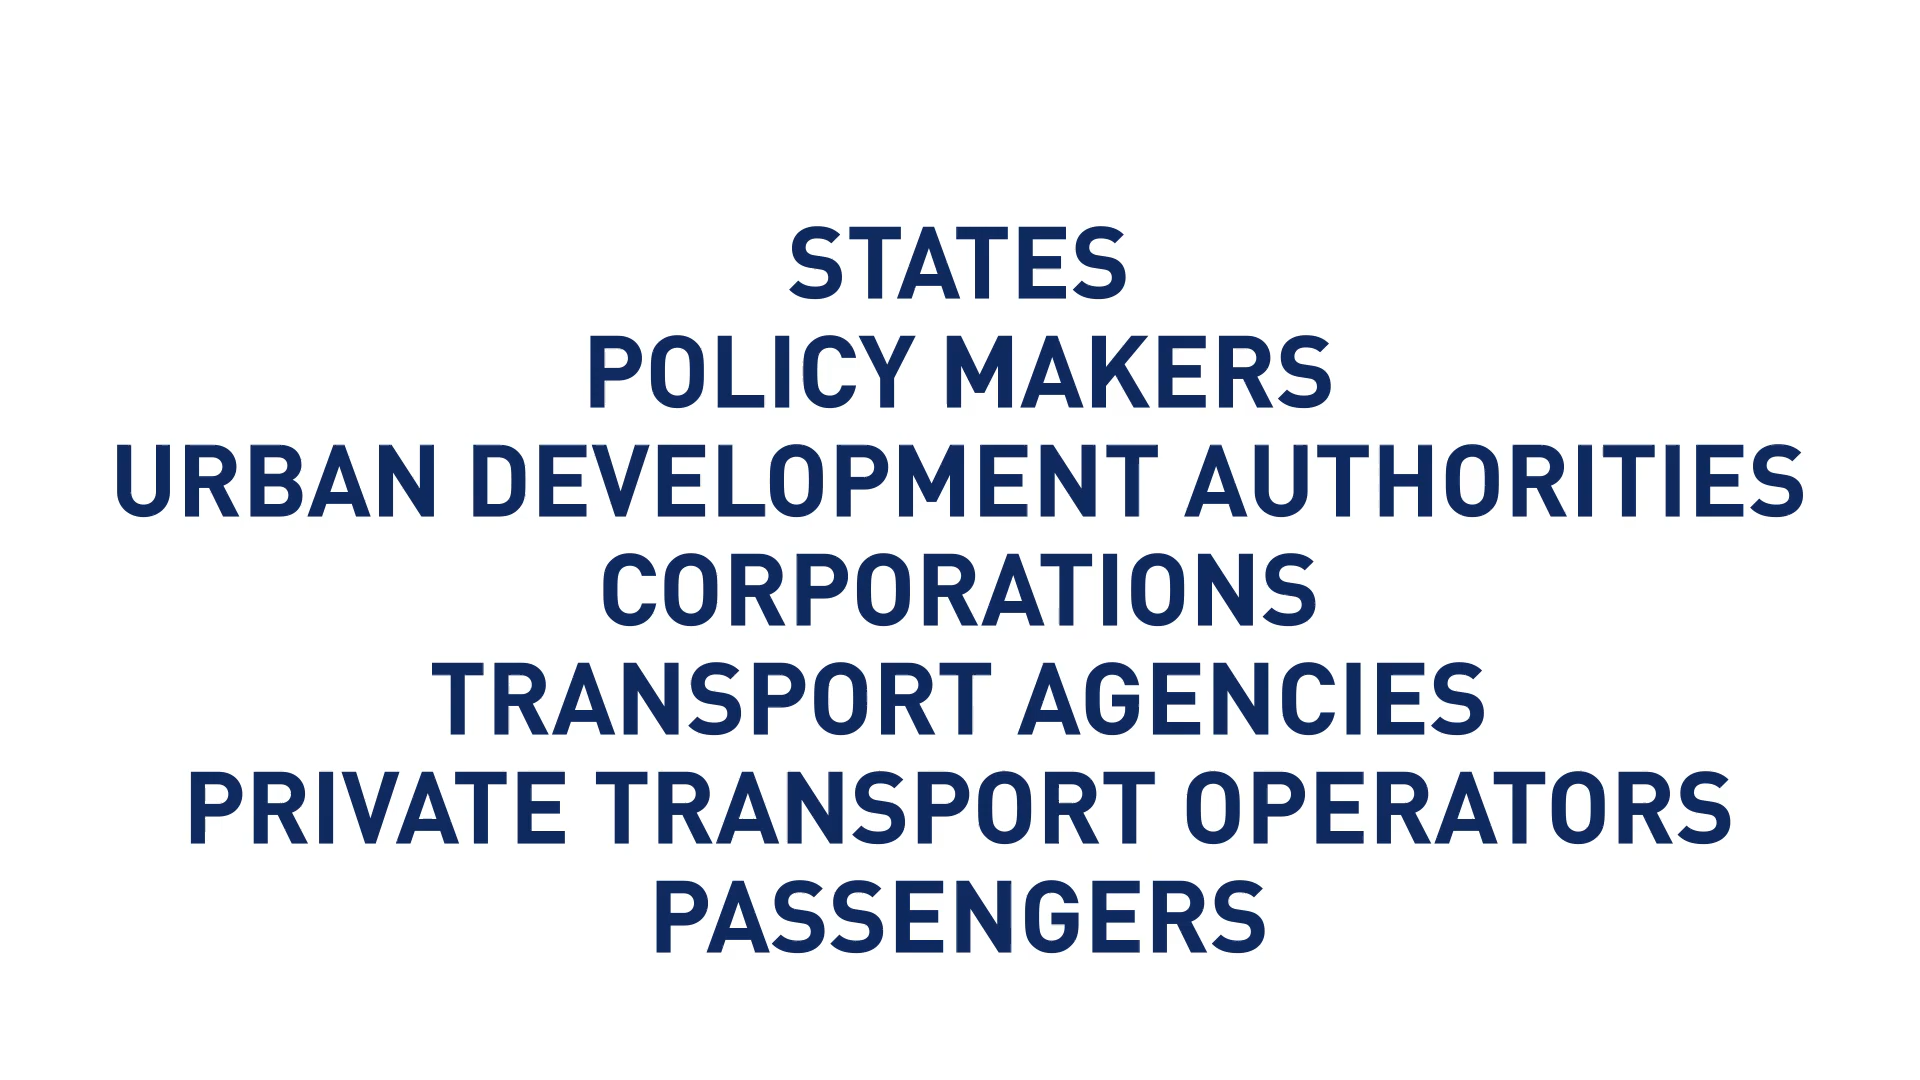 STATES
POLICY MAKERS
URBAN DEVELOPMENT AUTHORITIES
CORPORATIONS
TRANSPORT AGENCIES
PRIVATE TRANSPORT OPERATORS
PASSENGERS